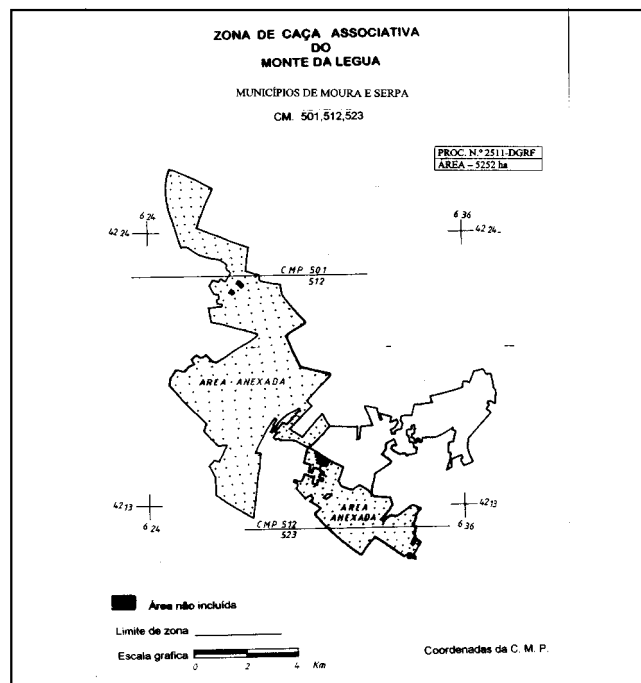 ZONA DE CAÇA ASSOCIATIVA
DO
MONTE DA LEGUA
MUNICÍPIOS DE MOURA E SERPA
CM. 501,512,523
PROC. N.º 2511-DGRF
ÁREA – 5252 ha
6 24
42 24
6 36
42 24
CMP 501
512
AREA - ANEXADA
AREA
ANEXADA
42 13
6 24
42 13
6 36
CMP 512
523
Área não incluída
Limite de zona
Escala grafica 0 2 4 Km
Coordenadas da C. M. P.